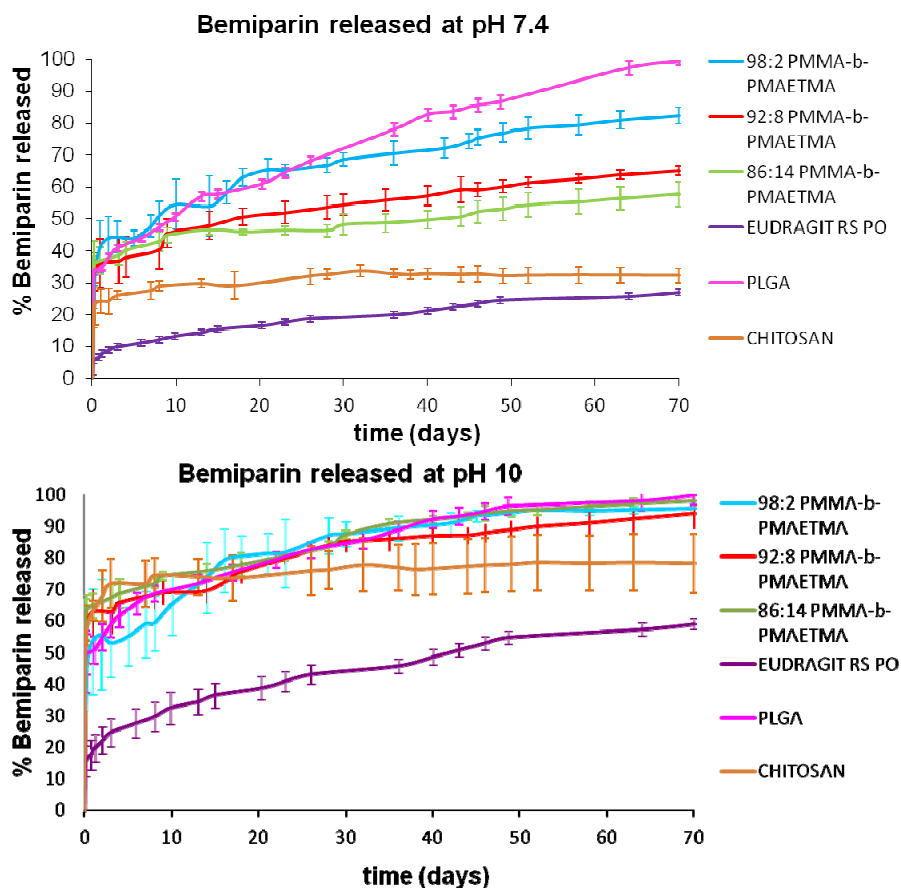 Bemiparin released at pH 7.4
% Bemiparin released
100
90
80
70
60
50
40
30
20
10
0
0 10 20 30 40 50 60 70
time (days)
98:2 PMMA-b-
PMAETMA
92:8 PMMA-b-
PMAETMA
86:14 PMMA-b-
PMAETMA
EUDRAGIT RS PO
PLGA
CHITOSAN
Bemiparin released at pH 10
% Bemiparin released
100
90
80
70
60
50
40
30
20
10
0
0 10 20 30 40 50 60 70
time (days)
98:2 PMMA-b-
PMAETMA
92:8 PMMA-b-
PMAETMA
86:14 PMMA-b-
PMAETMA
EUDRAGIT RS PO
PLGA
CHITOSAN